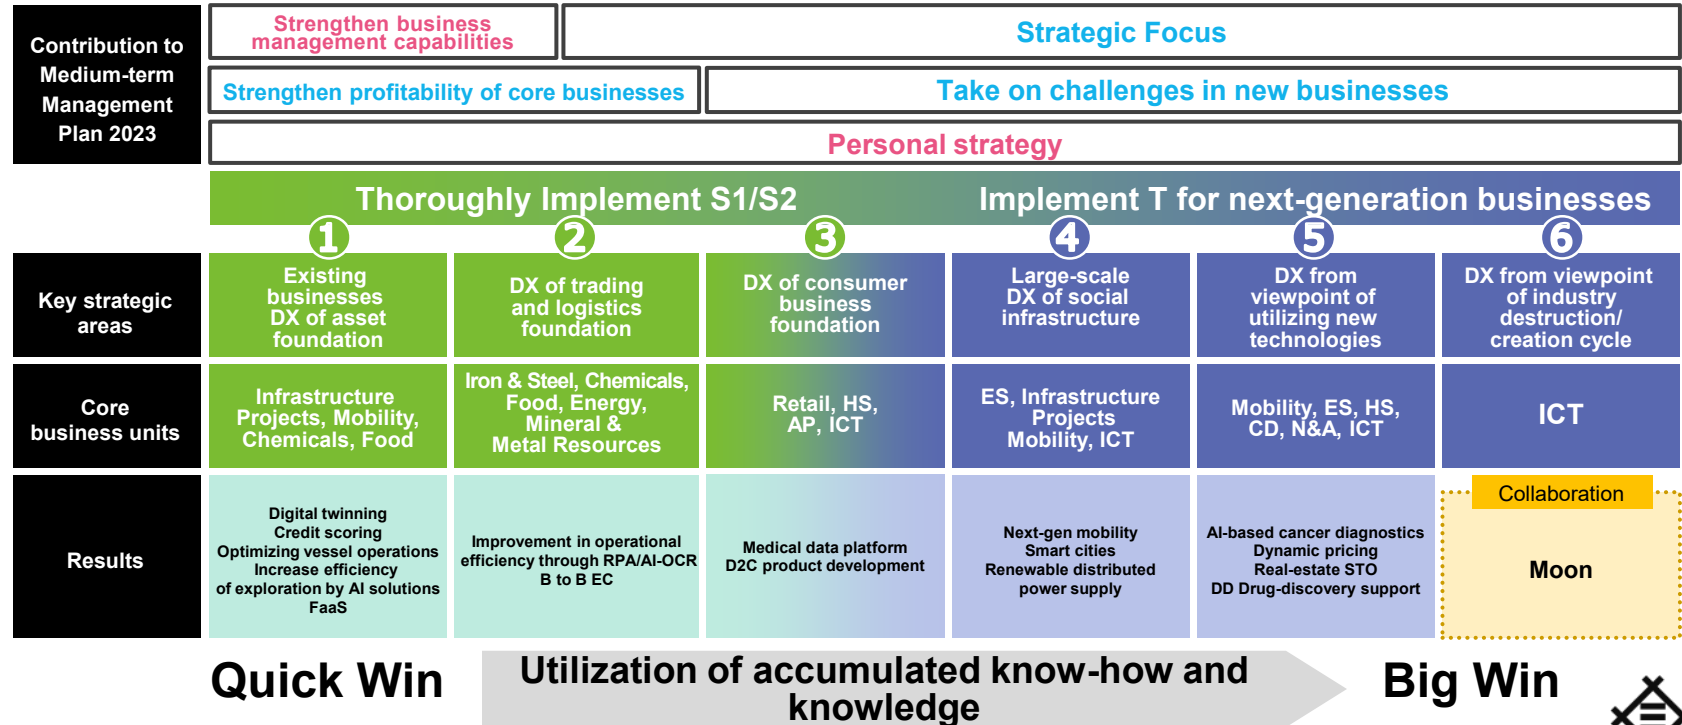 Contribution to
Medium-term
Management
Plan 2023
Strengthen business
management capabilities
Strategic Focus
Strengthen profitability of core businesses
Take on challenges in new businesses
Personal strategy
Thoroughly Implement S1/S2
Implement T for next-generation businesses
1
2
3
4
5
6
Key strategic
areas
Existing
businesses
DX of asset
foundation
DX of trading
and logistics
foundation
DX of consumer
business
foundation
Large-scale
DX of social
infrastructure
DX from
viewpoint of
utilizing new
technologies
DX from viewpoint
of industry
destruction/
creation cycle
Core
business units
Infrastructure
Projects, Mobility,
Chemicals, Food
Iron & Steel, Chemicals,
Food, Energy,
Mineral &
Metal Resources
Retail, HS,
AP, ICT
ES, Infrastructure
Projects
Mobility, ICT
Mobility, ES, HS,
CD, N&A, ICT
ICT
Results
Digital twinning
Credit scoring
Optimizing vessel operations
Increase efficiency
of exploration by AI solutions
FaaS
Improvement in operational
efficiency through RPA/AI-OCR
B to B EC
Medical data platform
D2C product development
Next-gen mobility
Smart cities
Renewable distributed
power supply
AI-based cancer diagnostics
Dynamic pricing
Real-estate STO
DD Drug-discovery support
Collaboration
Moon
Quick Win
Utilization of accumulated know-how and
knowledge
Big Win